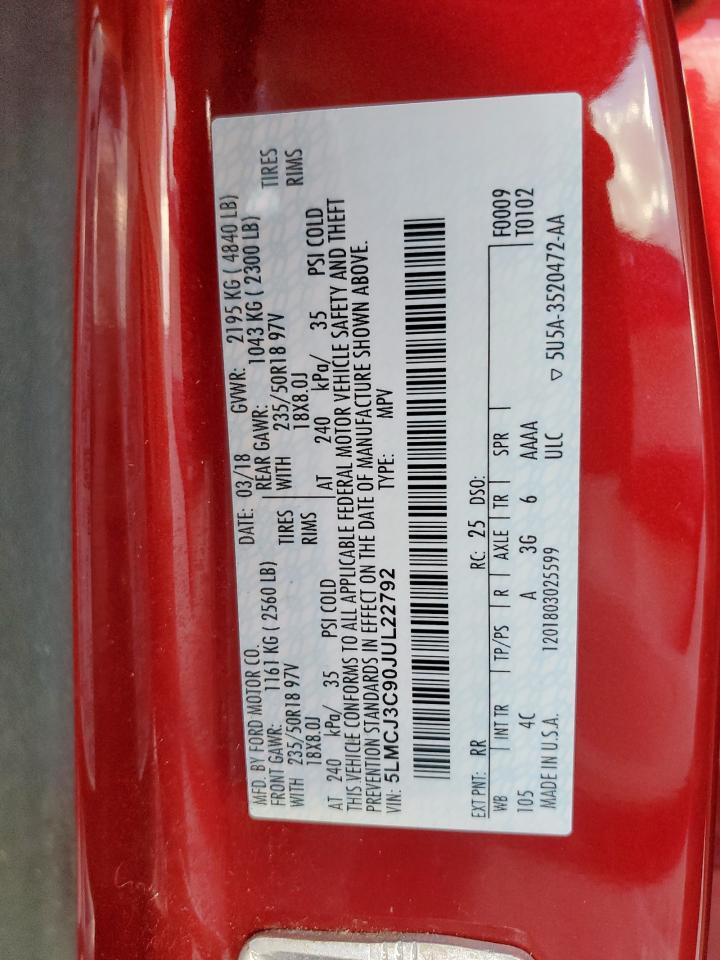 MFD. BY FORD MOTOR CO.
DATE: 03/18 GVWR: 2195 KG ( 4840 LB)
FRONT GAWR: 1161 KG ( 2560 LB) REAR GAWR: 1043 KG ( 2300 LB)
WITH 235/50R18 97V TIRES WITH 235/50R18 97V TIRES
18X8.0J RIMS 18X8.0J RIMS
AT 240 kPa/ 35 PSI COLD AT 240 kPa/ 35 PSI COLD
THIS VEHICLE CONFORMS TO ALL APPLICABLE FEDERAL MOTOR VEHICLE SAFETY AND THEFT
PREVENTION STANDARDS IN EFFECT ON THE DATE OF MANUFACTURE SHOWN ABOVE.
VIN: 5LMCJ3C90JUL22792 TYPE: MPV
EXT PNT: RR RC: 25 DSO: F0009
WB INT TR TP/PS R AXLE TR SPR T0102
105 4C A 3G 6 AAAA
MADE IN U.S.A. 1201803025599 ULC ▽ 5U5A-3520472-AA